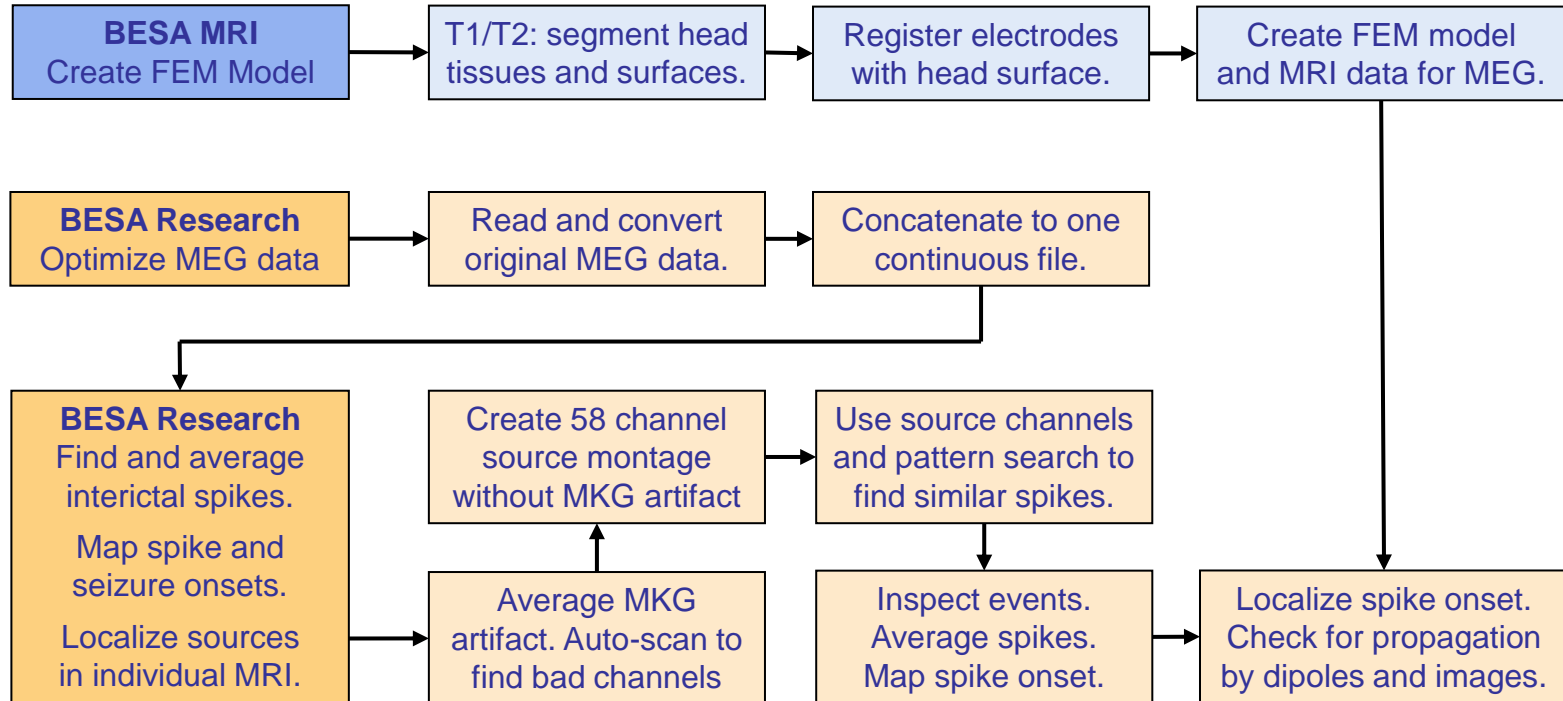 BESA MRI
Create FEM Model
T1/T2: segment head
tissues and surfaces.
Register electrodes
with head surface.
Create FEM model
and MRI data for MEG.
BESA Research
Optimize MEG data
Read and convert
original MEG data.
Concatenate to one
continuous file.
BESA Research
Find and average
interictal spikes.
Map spike and
seizure onsets.
Localize sources
in individual MRI.
Create 58 channel
source montage
without MKG artifact
Use source channels
and pattern search to
find similar spikes.
Average MKG
artifact. Auto-scan to
find bad channels
Inspect events.
Average spikes.
Map spike onset.
Localize spike onset.
Check for propagation
by dipoles and images.